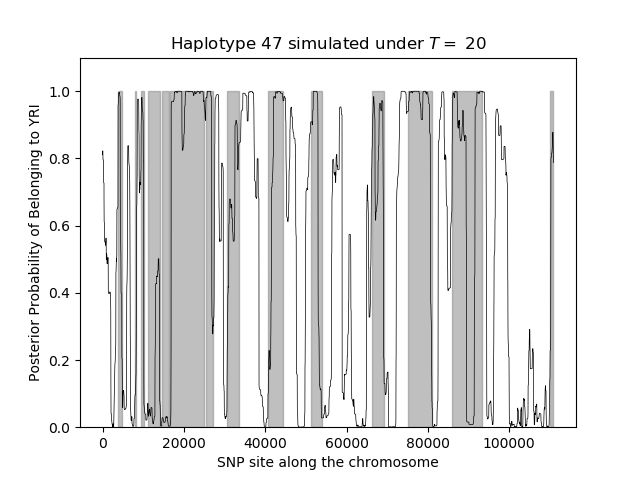 Haplotype 47 simulated under T = 20
Posterior Probability of Belonging to YRI
1.0
0.8
0.6
0.4
0.2
0.0
0 20000 40000 60000 80000 100000
SNP site along the chromosome